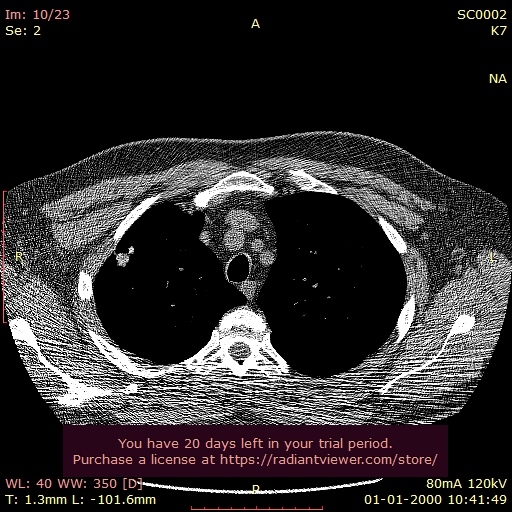 Im: 10/23
Se: 2
A
SC0002
K7
NA
R
L
You have 20 days left in your trial period.
Purchase a license at https://radiantviewer.com/store/
WL: 40 WW: 350 [D]
T: 1.3mm L: -101.6mm
P
80mA 120kV
01-01-2000 10:41:49